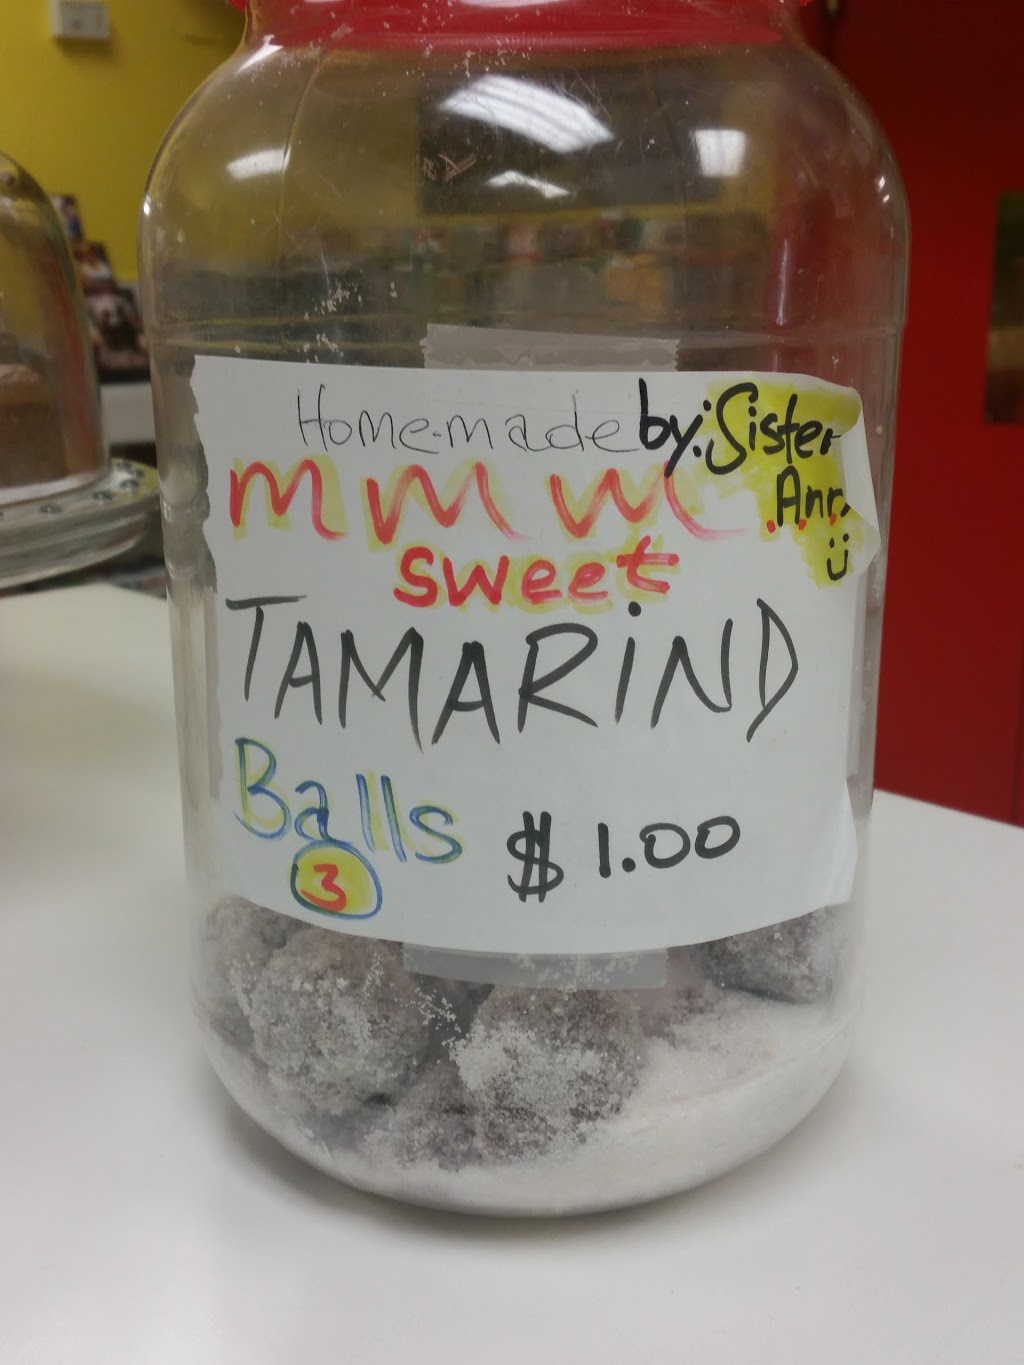 Home-made by: Sister
Ann
mmm
sweet
TAMARiND
Balls
3
$1.00